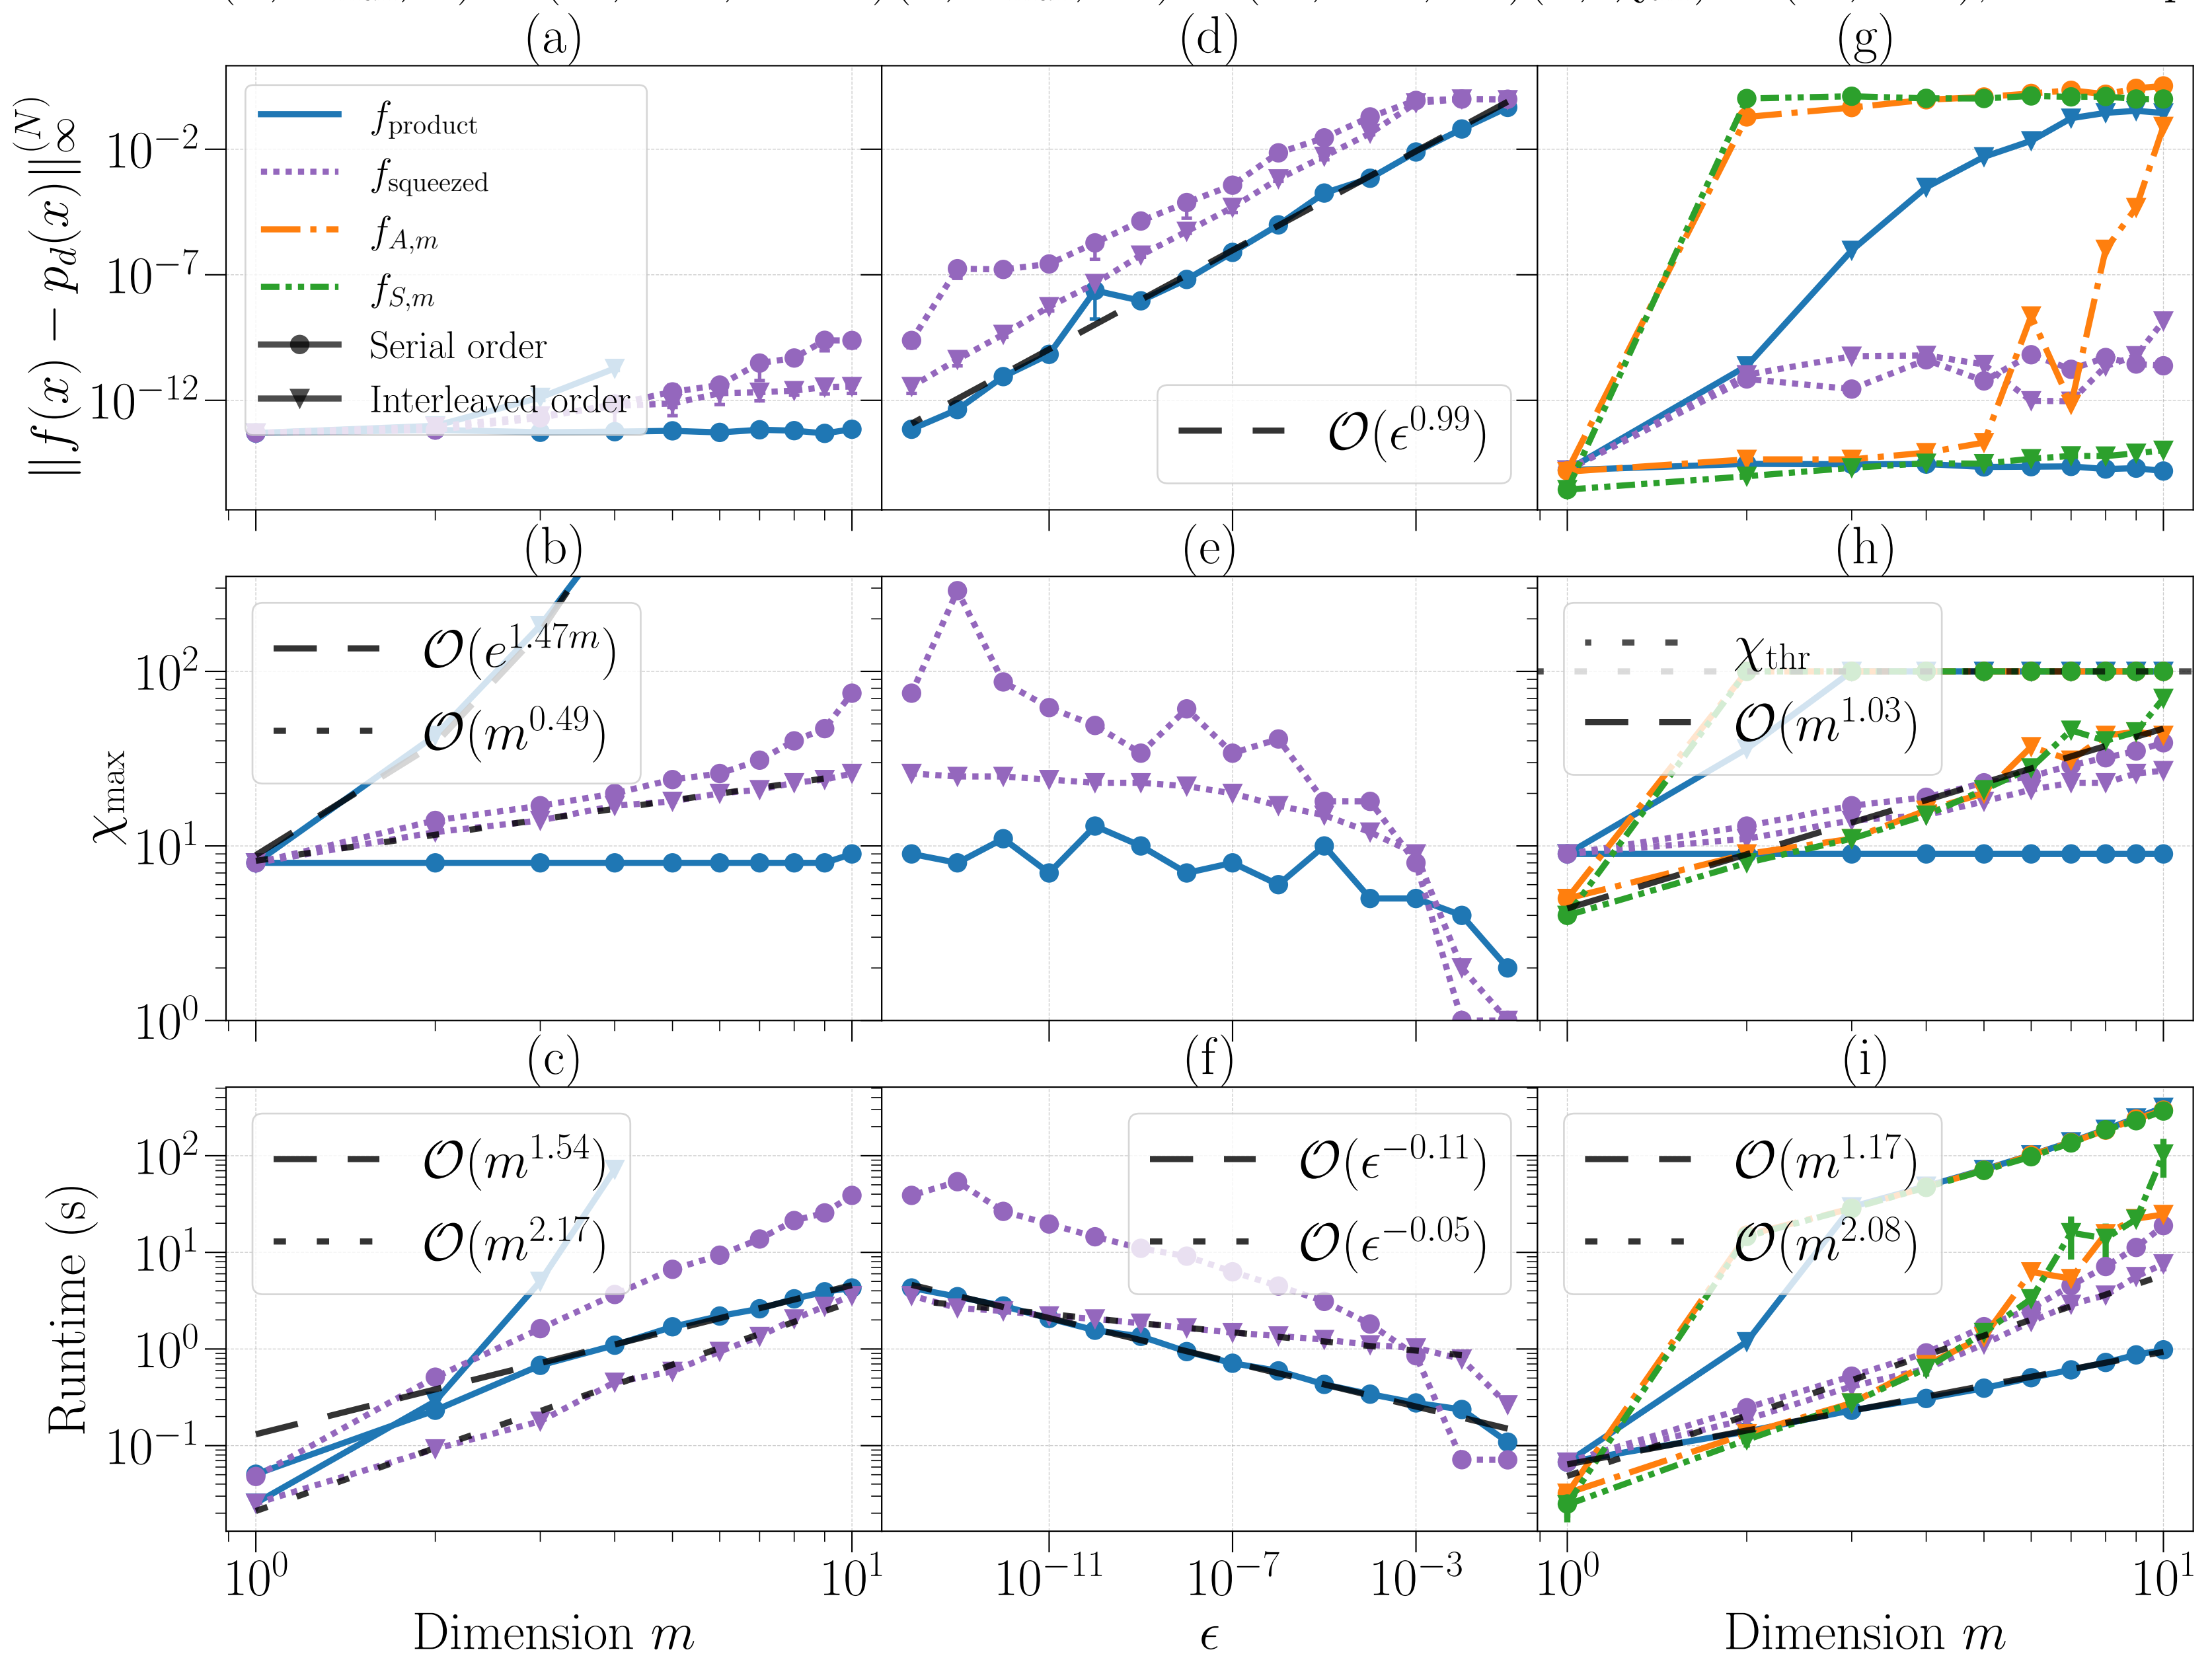 (a)
(d)
(g)
||f(x) − p_d(x)||_∞^(N)
10^−2
10^−7
10^−12
f_product
f_squeezed
f_A,m
f_S,m
Serial order
Interleaved order
O(ϵ^0.99)
(b)
(e)
(h)
χ_max
10^2
10^1
10^0
O(e^1.47m)
O(m^0.49)
χ_thr
O(m^1.03)
(c)
(f)
(i)
Runtime (s)
10^2
10^1
10^0
10^−1
O(m^1.54)
O(m^2.17)
O(ϵ^−0.11)
O(ϵ^−0.05)
O(m^1.17)
O(m^2.08)
10^0 10^1
10^−11 10^−7 10^−3
10^0 10^1
Dimension m
ϵ
Dimension m